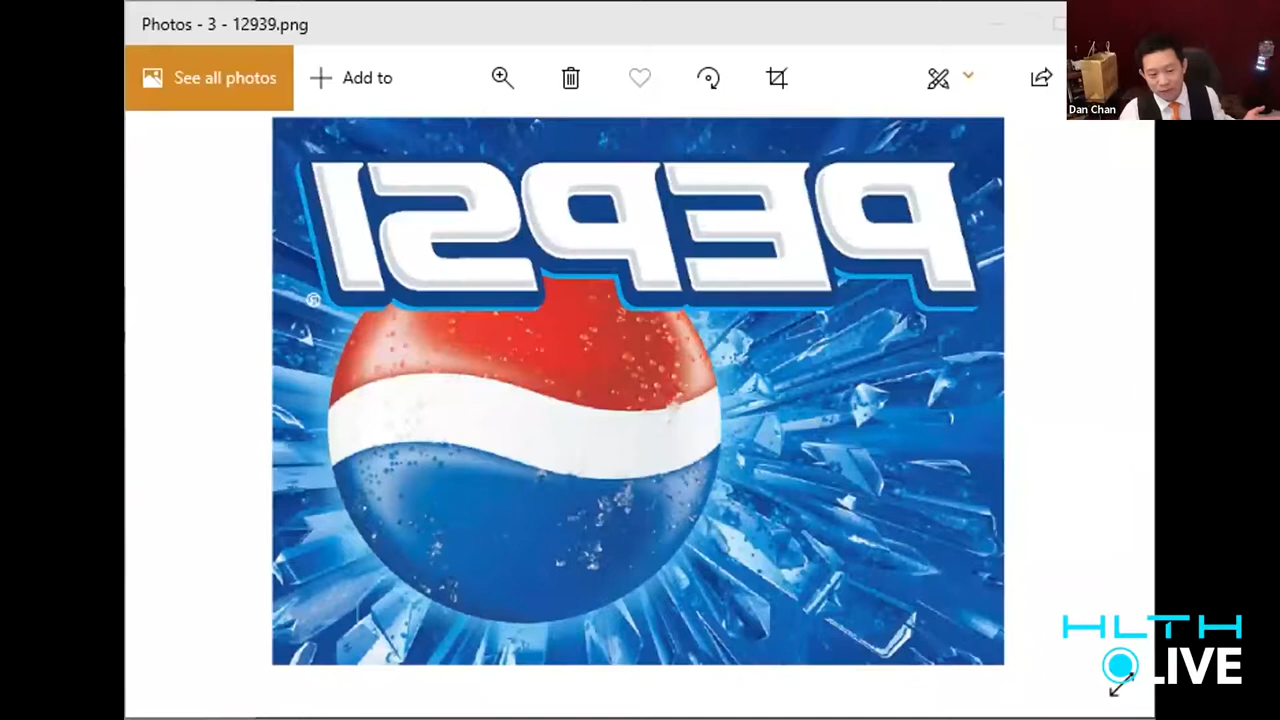 Photos - 3 - 12939.png
See all photos
Add to
Dan Chan
PEPSI
®
HLTH
LIVE